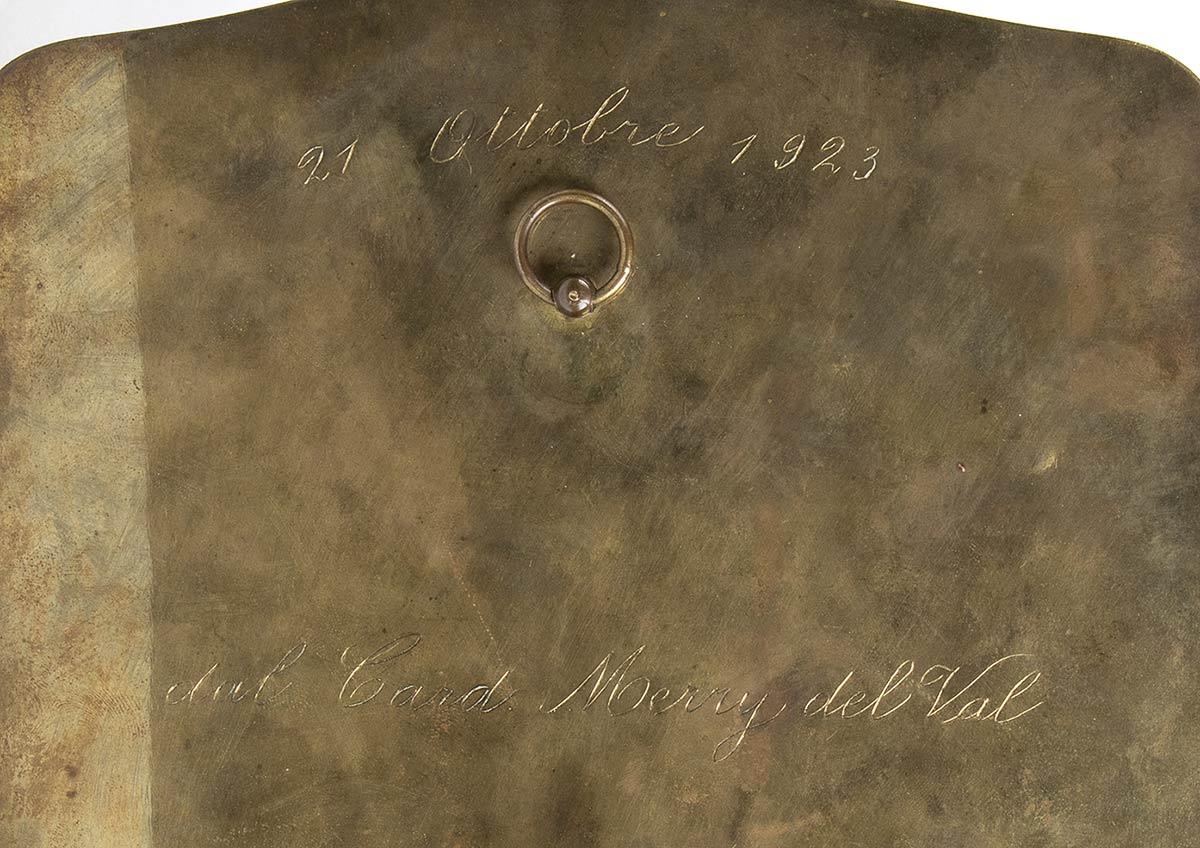 21 Ottobre 1923
dal Card. Merry del Val